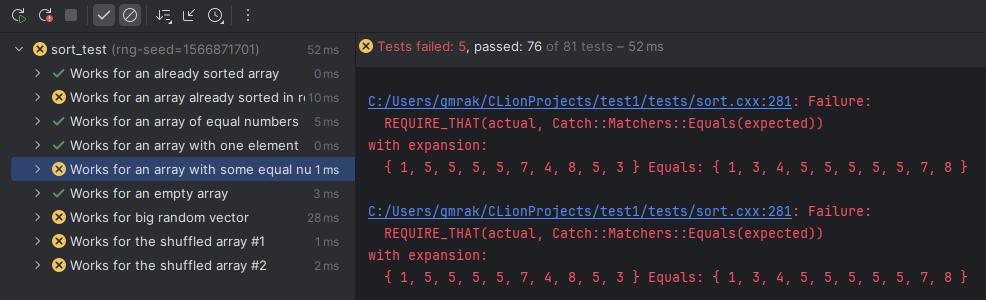 sort_test (rng-seed=1566871701) 52 ms
Works for an already sorted array 0 ms
Works for an array already sorted in re 10 ms
Works for an array of equal numbers 5 ms
Works for an array with one element 0 ms
Works for an array with some equal nu 1 ms
Works for an empty array 3 ms
Works for big random vector 28 ms
Works for the shuffled array #1 1 ms
Works for the shuffled array #2 2 ms
Tests failed: 5, passed: 76 of 81 tests – 52 ms
C:/Users/qmrak/CLionProjects/test1/tests/sort.cxx:281: Failure:
REQUIRE_THAT(actual, Catch::Matchers::Equals(expected))
with expansion:
{ 1, 5, 5, 5, 5, 7, 4, 8, 5, 3 } Equals: { 1, 3, 4, 5, 5, 5, 5, 5, 7, 8 }
C:/Users/qmrak/CLionProjects/test1/tests/sort.cxx:281: Failure:
REQUIRE_THAT(actual, Catch::Matchers::Equals(expected))
with expansion:
{ 1, 5, 5, 5, 5, 7, 4, 8, 5, 3 } Equals: { 1, 3, 4, 5, 5, 5, 5, 5, 7, 8 }